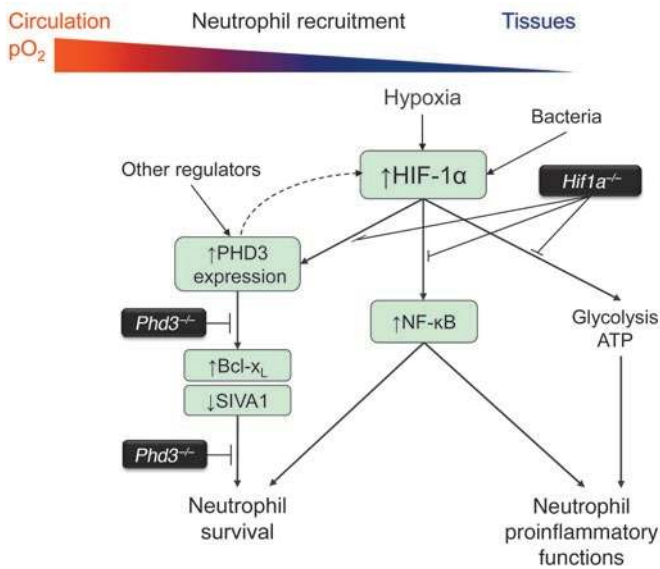 Circulation
pO₂
Neutrophil recruitment
Tissues
Hypoxia
Bacteria
Other regulators
↑HIF-1α
Hif1a⁻/⁻
↑PHD3
expression
Phd3⁻/⁻
↑NF-κB
Glycolysis
ATP
↑Bcl-xL
↓SIVA1
Phd3⁻/⁻
Neutrophil
survival
Neutrophil
proinflammatory
functions